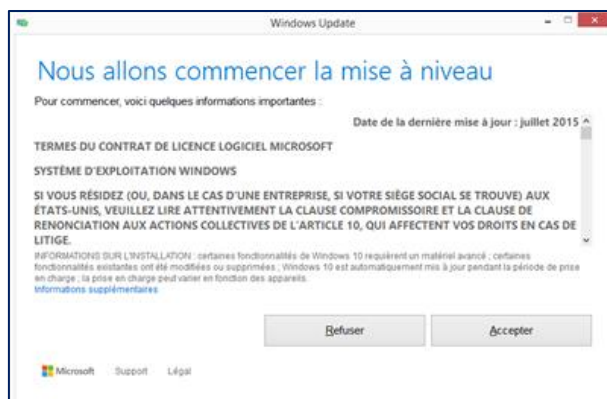 Windows Update
Nous allons commencer la mise à niveau
Pour commencer, voici quelques informations importantes :
Date de la dernière mise à jour : juillet 2015
TERMES DU CONTRAT DE LICENCE LOGICIEL MICROSOFT
SYSTÈME D'EXPLOITATION WINDOWS
SI VOUS RÉSIDEZ (OU, DANS LE CAS D'UNE ENTREPRISE, SI VOTRE SIÈGE SOCIAL SE TROUVE) AUX
ÉTATS-UNIS, VEUILLEZ LIRE ATTENTIVEMENT LA CLAUSE COMPROMISSOIRE ET LA CLAUSE DE
RENONCIATION AUX ACTIONS COLLECTIVES DE L'ARTICLE 10, QUI AFFECTENT VOS DROITS EN CAS DE
LITIGE.
INFORMATIONS SUR L'INSTALLATION : certaines fonctionnalités de Windows 10 requièrent un matériel avancé ; certaines
fonctionnalités existantes ont été modifiées ou supprimées ; Windows 10 est automatiquement mis à jour pendant la période de prise
en charge ; la prise en charge peut varier en fonction des appareils.
Informations supplémentaires
Refuser
Accepter
Microsoft Support Légal